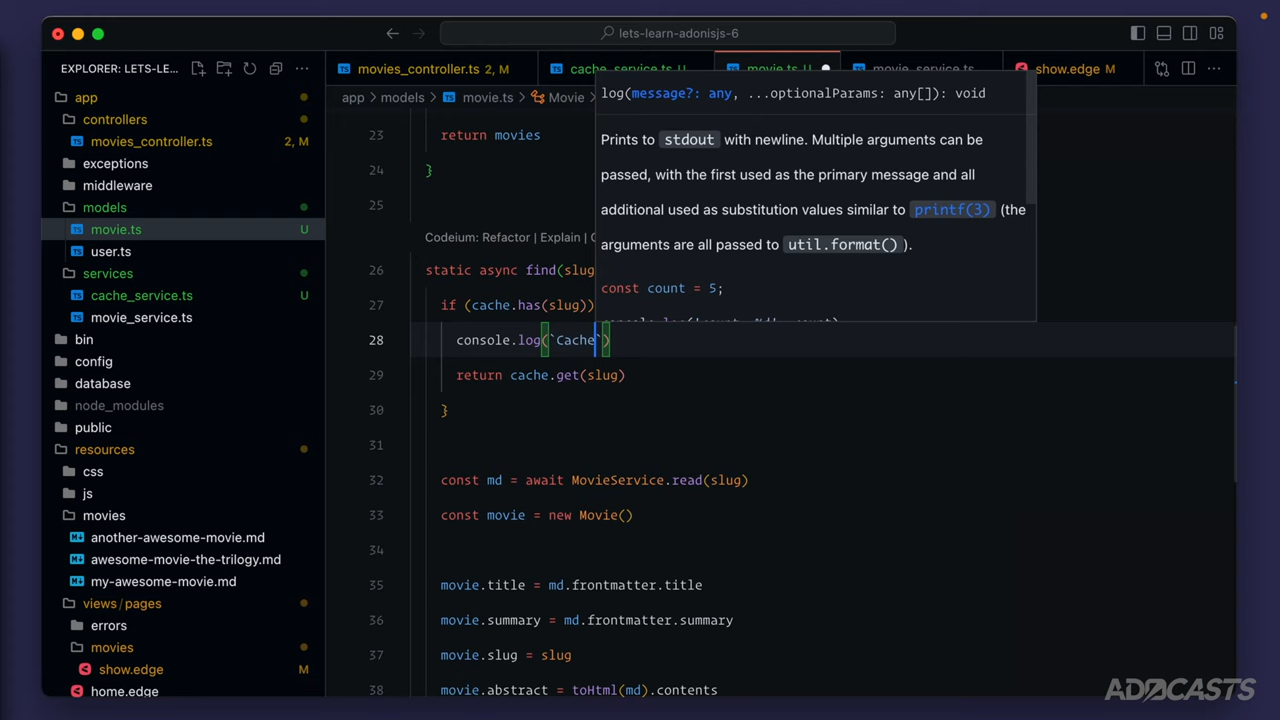 lets-learn-adonisjs-6
EXPLORER: LETS-LE...
app
controllers
movies_controller.ts 2, M
exceptions
middleware
models
movie.ts U
user.ts
services
cache_service.ts U
movie_service.ts
bin
config
database
node_modules
public
resources
css
js
movies
another-awesome-movie.md
awesome-movie-the-trilogy.md
my-awesome-movie.md
views/pages
errors
movies
show.edge M
home.edge
movies_controller.ts 2, M
cache_service.ts U
movie.ts U
movie_service.ts
show.edge M
app > models > movie.ts > Movie >
log(message?: any, ...optionalParams: any[]): void
Prints to stdout with newline. Multiple arguments can be
passed, with the first used as the primary message and all
additional used as substitution values similar to printf(3) (the
arguments are all passed to util.format() ).
const count = 5;
23 return movies
24 }
25
Codeium: Refactor | Explain |
26 static async find(slug
27 if (cache.has(slug))
28 console.log(`Cache`)
29 return cache.get(slug)
30 }
31
32 const md = await MovieService.read(slug)
33 const movie = new Movie()
34
35 movie.title = md.frontmatter.title
36 movie.summary = md.frontmatter.summary
37 movie.slug = slug
38 movie.abstract = toHtml(md).contents
ADOCASTS